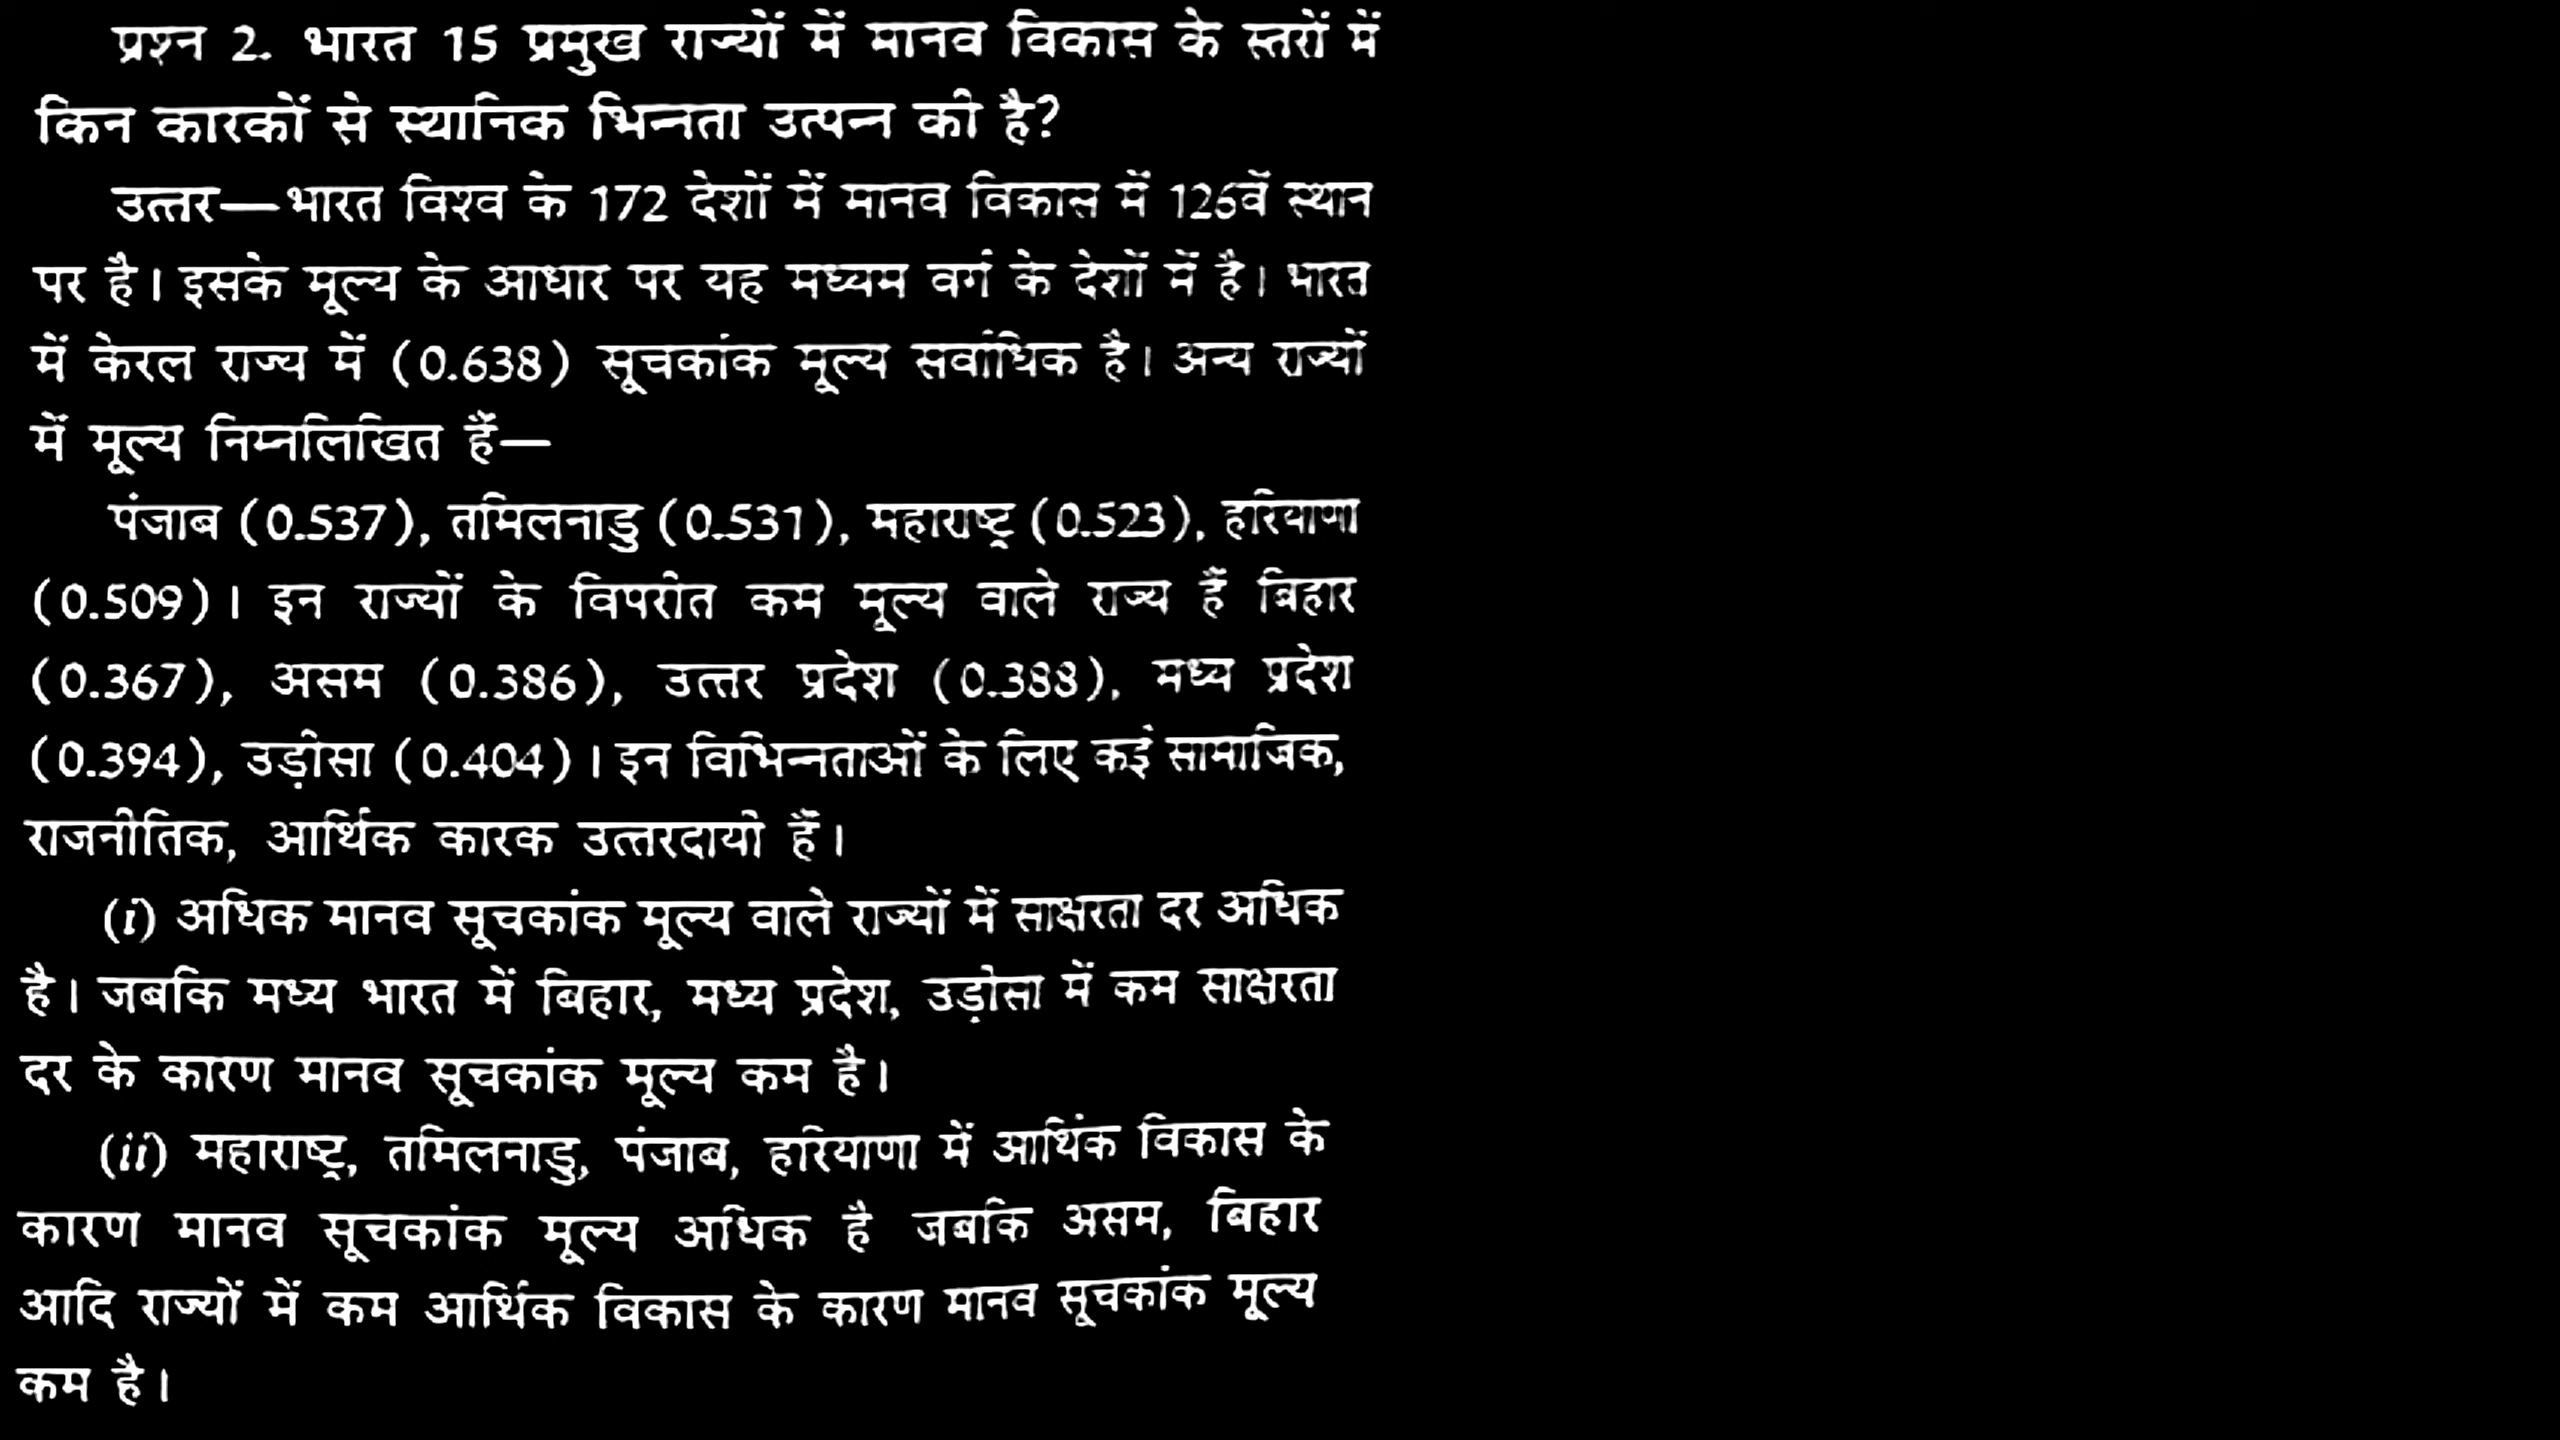 प्रश्न 2. भारत 15 प्रमुख राज्यों में मानव विकास के स्तरों में
किन कारकों से स्थानिक भिन्नता उत्पन्न की है?
उत्तर—भारत विश्व के 172 देशों में मानव विकास में 126वें स्थान
पर है। इसके मूल्य के आधार पर यह मध्यम वर्ग के देशों में है। भारत
में केरल राज्य में (0.638) सूचकांक मूल्य सर्वाधिक है। अन्य राज्यों
में मूल्य निम्नलिखित हैं—
पंजाब (0.537), तमिलनाडु (0.531), महाराष्ट्र (0.523), हरियाणा
(0.509)। इन राज्यों के विपरीत कम मूल्य वाले राज्य हैं बिहार
(0.367), असम (0.386), उत्तर प्रदेश (0.388), मध्य प्रदेश
(0.394), उड़ीसा (0.404)। इन विभिन्नताओं के लिए कई सामाजिक,
राजनीतिक, आर्थिक कारक उत्तरदायी हैं।
(i) अधिक मानव सूचकांक मूल्य वाले राज्यों में साक्षरता दर अधिक
है। जबकि मध्य भारत में बिहार, मध्य प्रदेश, उड़ीसा में कम साक्षरता
दर के कारण मानव सूचकांक मूल्य कम है।
(ii) महाराष्ट्र, तमिलनाडु, पंजाब, हरियाणा में आर्थिक विकास के
कारण मानव सूचकांक मूल्य अधिक है जबकि असम, बिहार
आदि राज्यों में कम आर्थिक विकास के कारण मानव सूचकांक मूल्य
कम है।